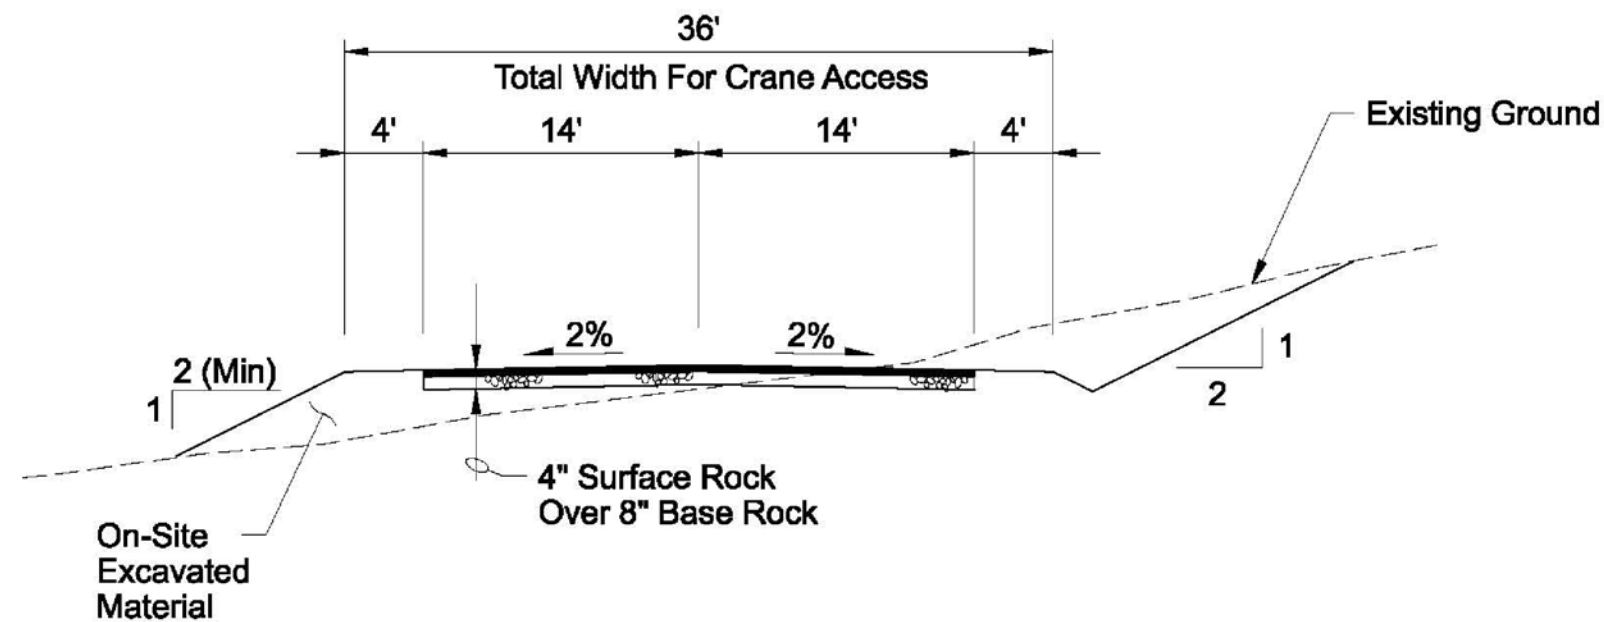 36'
Total Width For Crane Access
4'
14'
14'
4'
Existing Ground
2%
2%
2 (Min)
1
1
2
4" Surface Rock
Over 8" Base Rock
On-Site
Excavated
Material